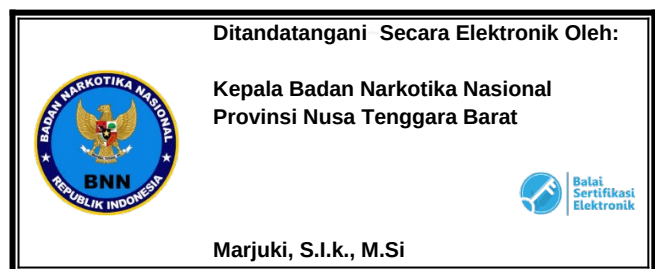 Ditandatangani Secara Elektronik Oleh:
Kepala Badan Narkotika Nasional
Provinsi Nusa Tenggara Barat
BADAN NARKOTIKA NASIONAL
BNN
REPUBLIK INDONESIA
Balai
Sertifikasi
Elektronik
Marjuki, S.I.k., M.Si